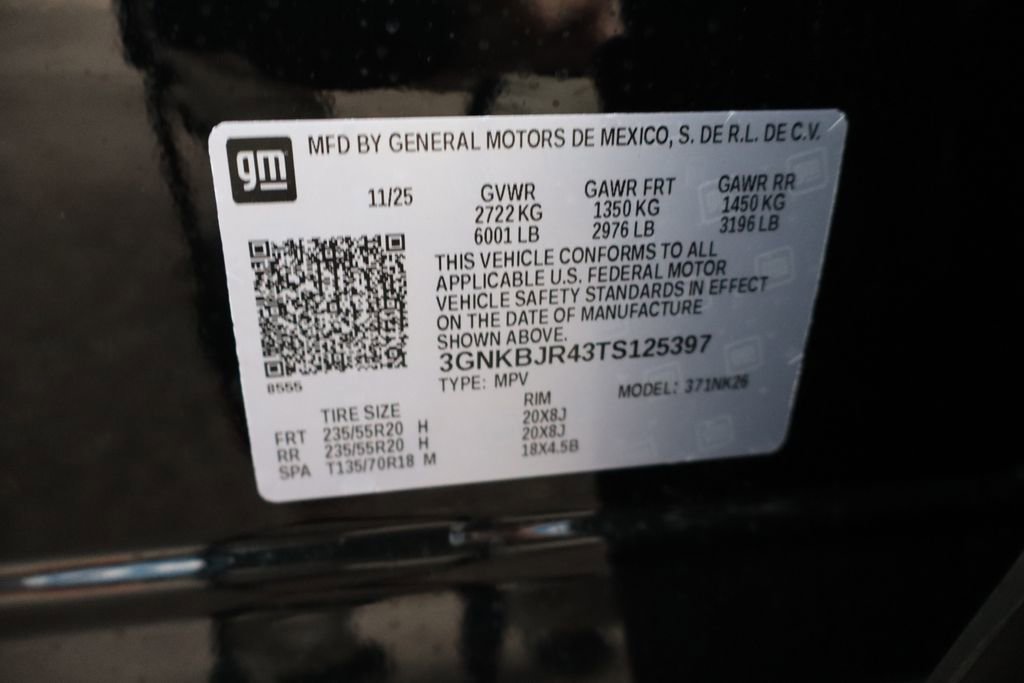 gm
MFD BY GENERAL MOTORS DE MEXICO, S. DE R.L. DE C.V.
11/25 GVWR GAWR FRT GAWR RR
2722 KG 1350 KG 1450 KG
6001 LB 2976 LB 3196 LB
THIS VEHICLE CONFORMS TO ALL
APPLICABLE U.S. FEDERAL MOTOR
VEHICLE SAFETY STANDARDS IN EFFECT
ON THE DATE OF MANUFACTURE
SHOWN ABOVE.
3GNKBJR43TS125397
8555
TYPE: MPV MODEL: 371NK26
TIRE SIZE RIM
FRT 235/55R20 H 20X8J
RR 235/55R20 H 20X8J
SPA T135/70R18 M 18X4.5B